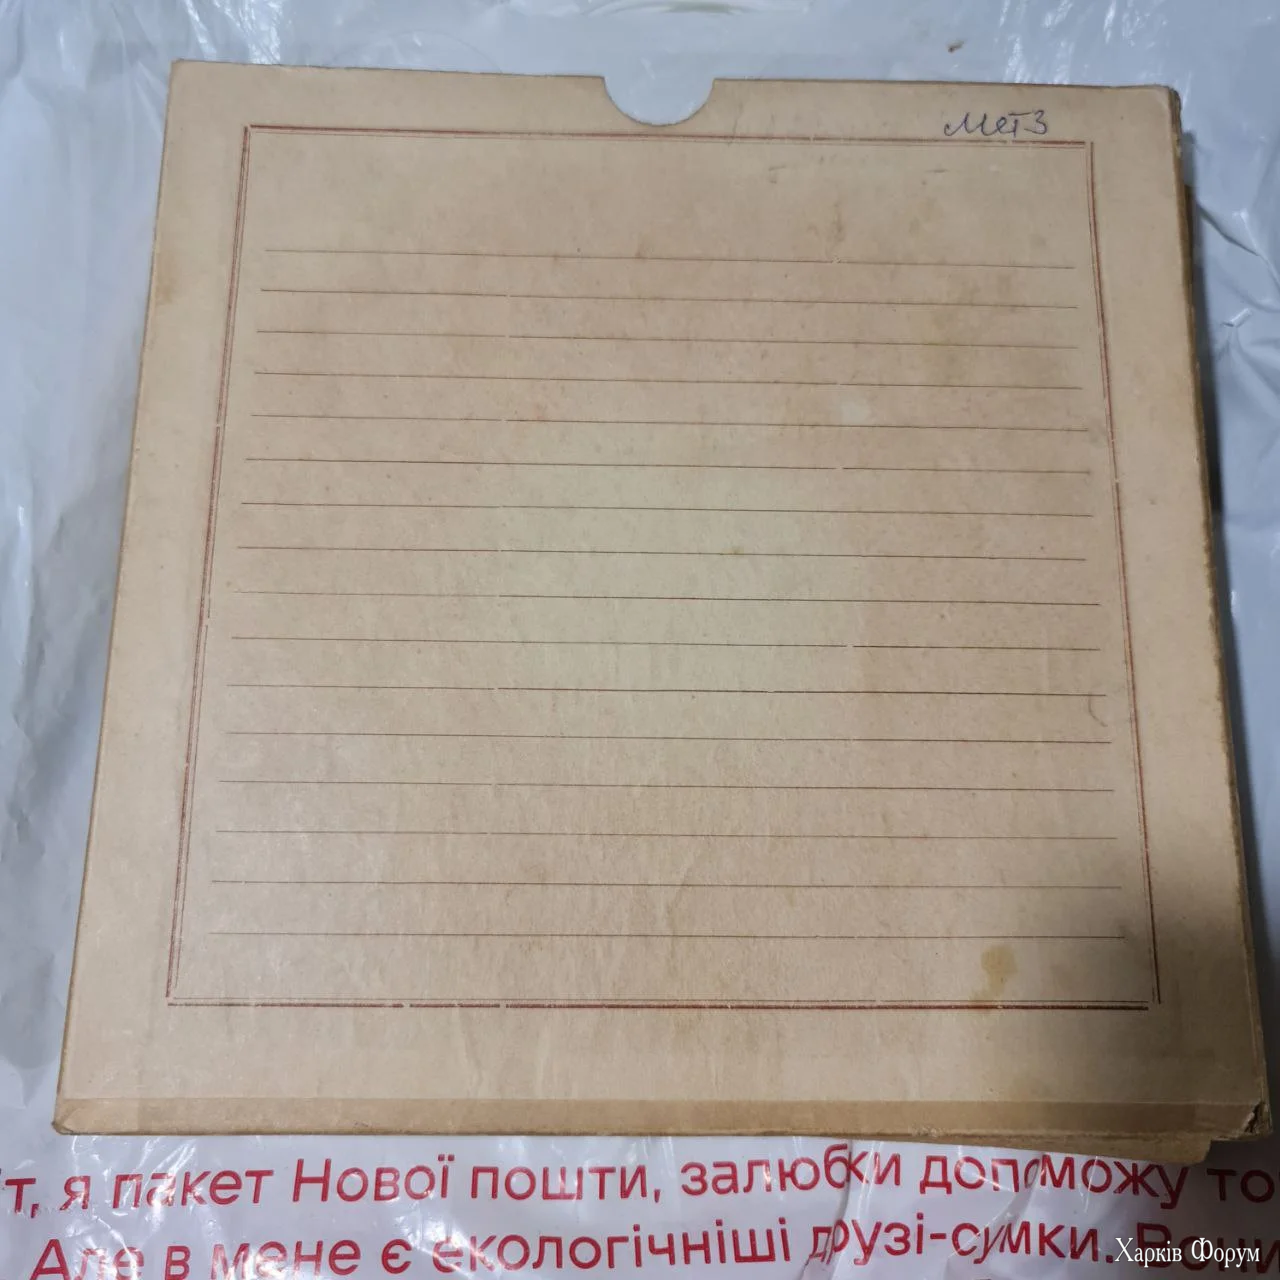 Мет3
т, я пакет Нової пошти, залюбки допоможу то
Але в мене є екологічніші друзі-сумки. Вони
Харків Форум